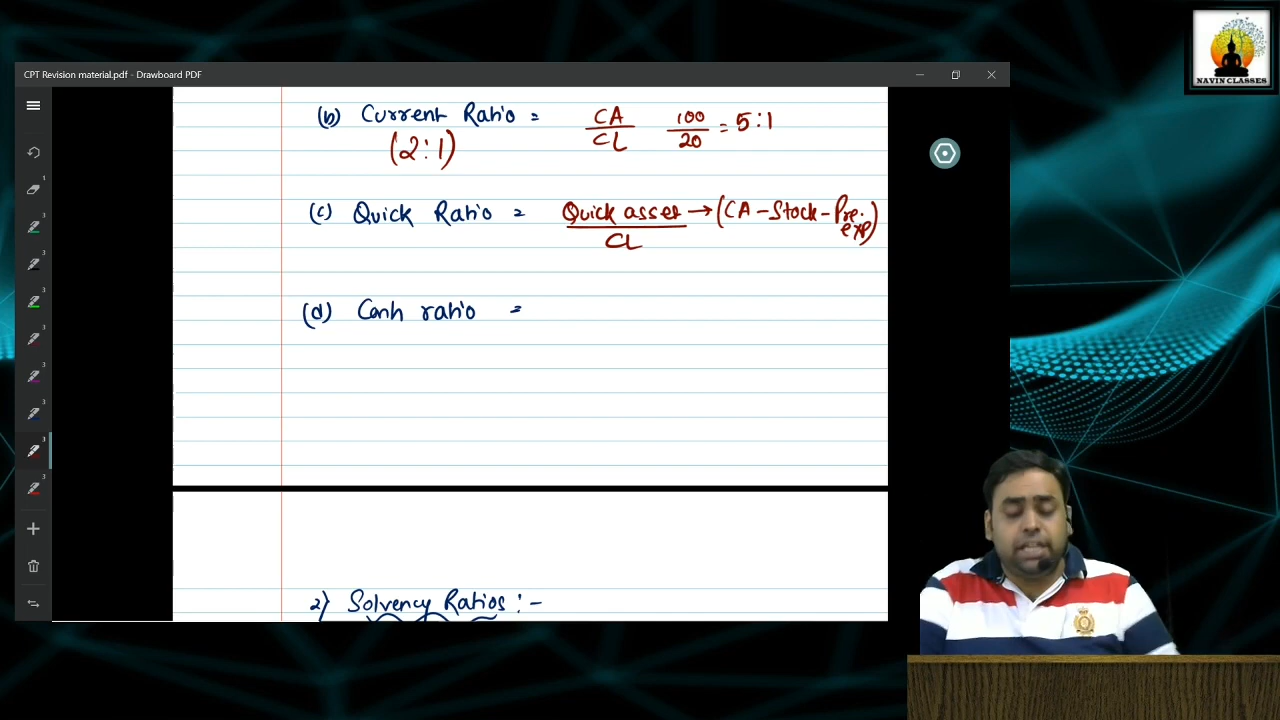 NAVIN CLASSES
CPT Revision material.pdf - Drawboard PDF
(b) Current Ratio = CA/CL 100/20 = 5:1
(2:1)
(c) Quick Ratio = Quick asset/CL → (CA - Stock - Pre. exp)
(d) Cash ratio =
2) Solvency Ratios :-